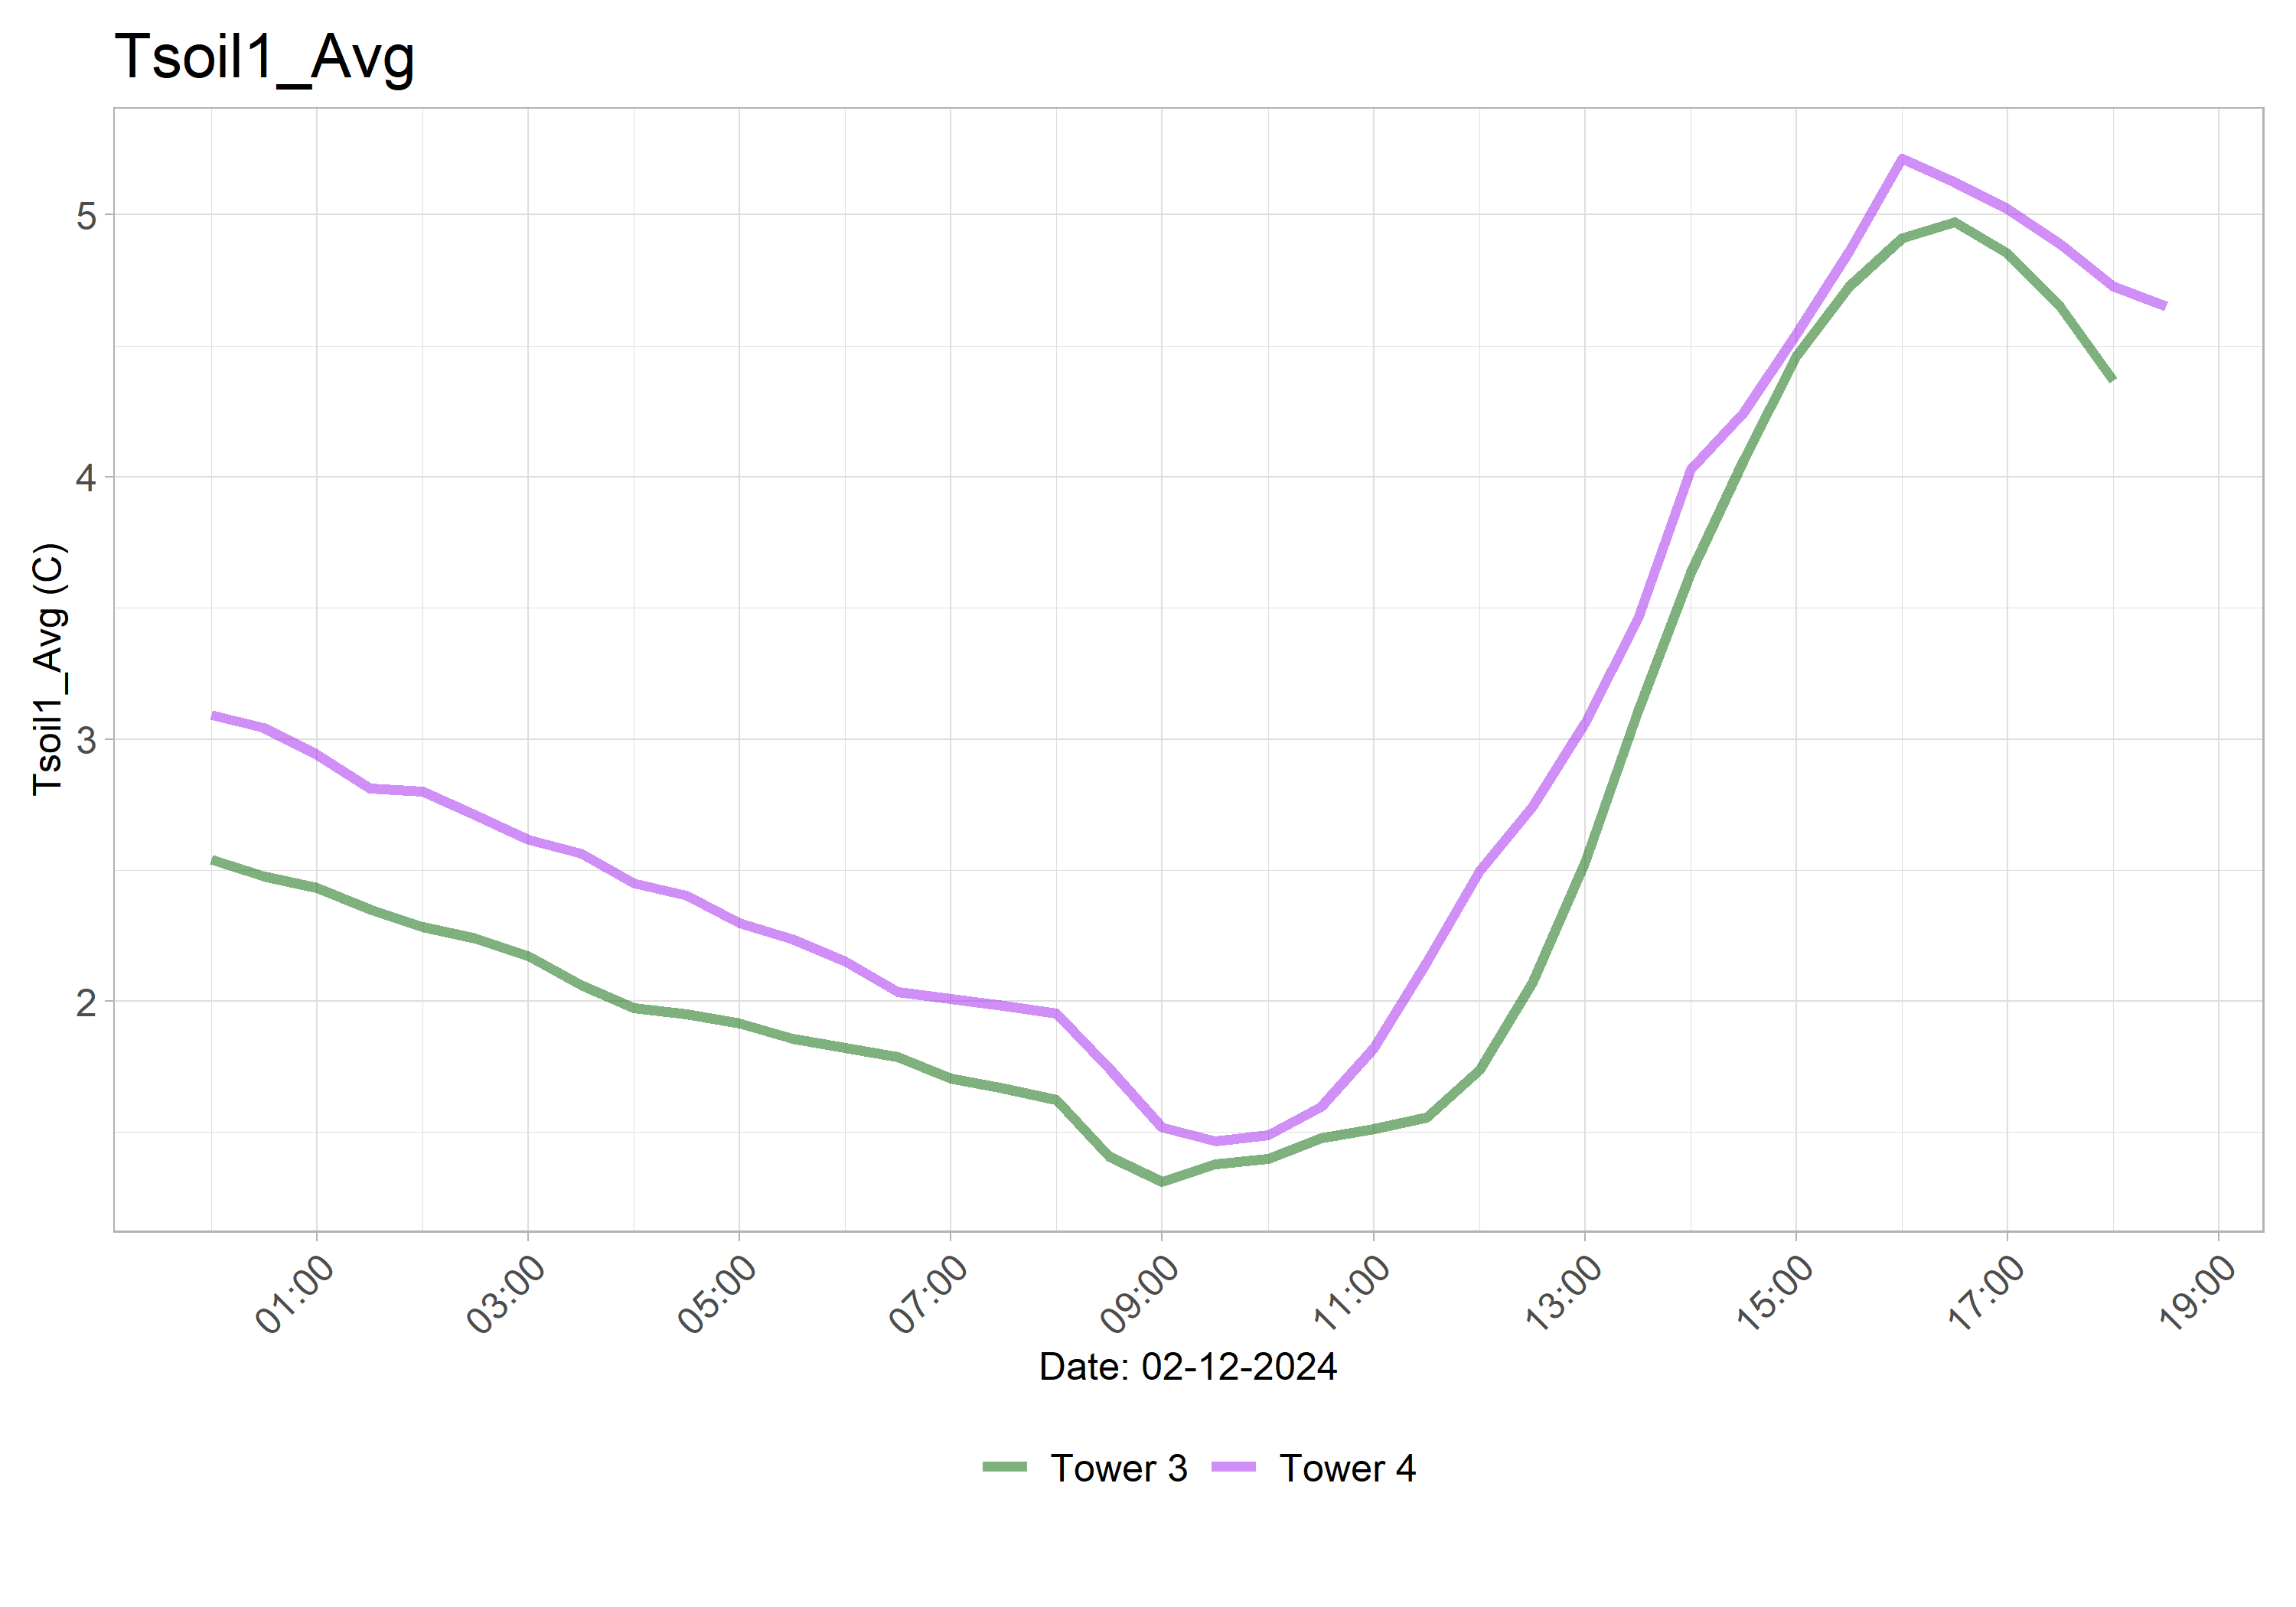 Tsoil1_Avg
Tsoil1_Avg (C)
5
4
3
2
01:00 03:00 05:00 07:00 09:00 11:00 13:00 15:00 17:00 19:00
Date: 02-12-2024
Tower 3 Tower 4